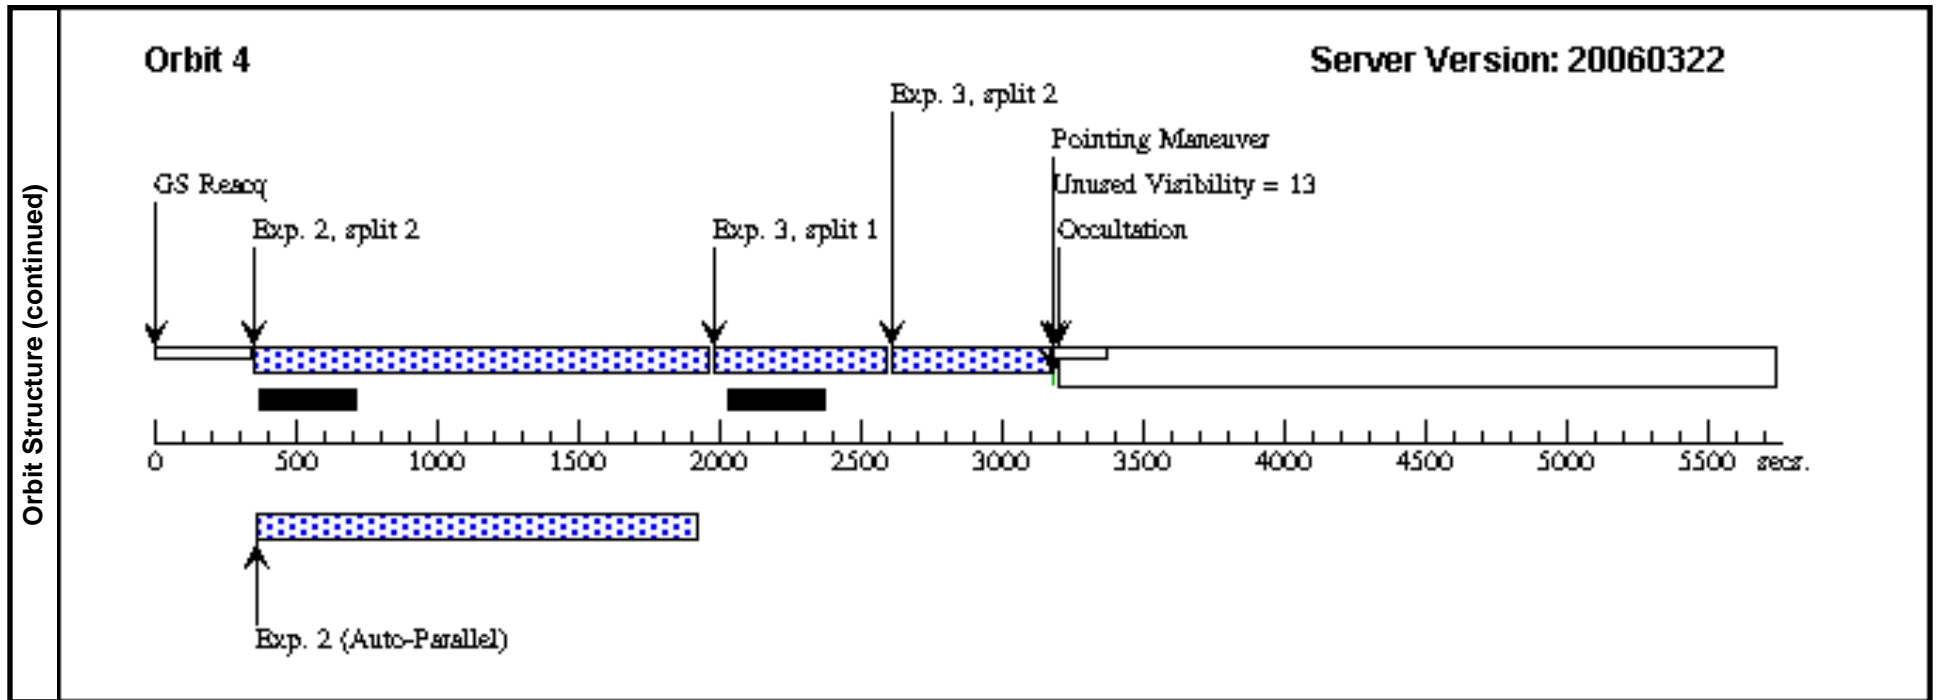 Orbit Structure (continued)
Orbit 4
Server Version: 20060322
Exp. 3, split 2
Pointing Maneuver
GS Reacq
Unused Visibility = 13
Exp. 2, split 2
Exp. 3, split 1
Occultation
0 500 1000 1500 2000 2500 3000 3500 4000 4500 5000 5500 secs.
Exp. 2 (Auto-Parallel)